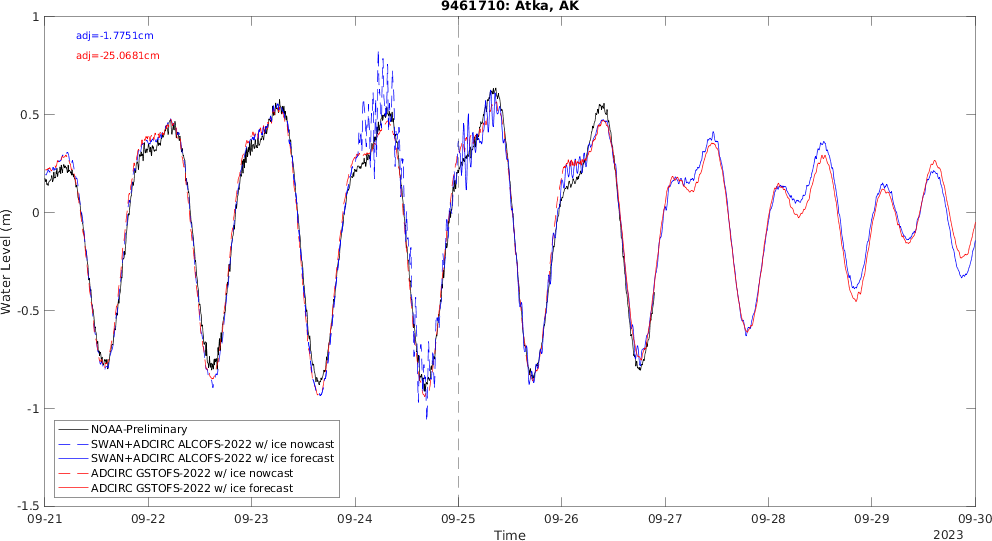 9461710: Atka, AK
adj=-1.7751cm
adj=-25.0681cm
1
0.5
0
-0.5
-1
-1.5
Water Level (m)
NOAA-Preliminary
SWAN+ADCIRC ALCOFS-2022 w/ ice nowcast
SWAN+ADCIRC ALCOFS-2022 w/ ice forecast
ADCIRC GSTOFS-2022 w/ ice nowcast
ADCIRC GSTOFS-2022 w/ ice forecast
09-21 09-22 09-23 09-24 09-25 09-26 09-27 09-28 09-29 09-30
Time
2023